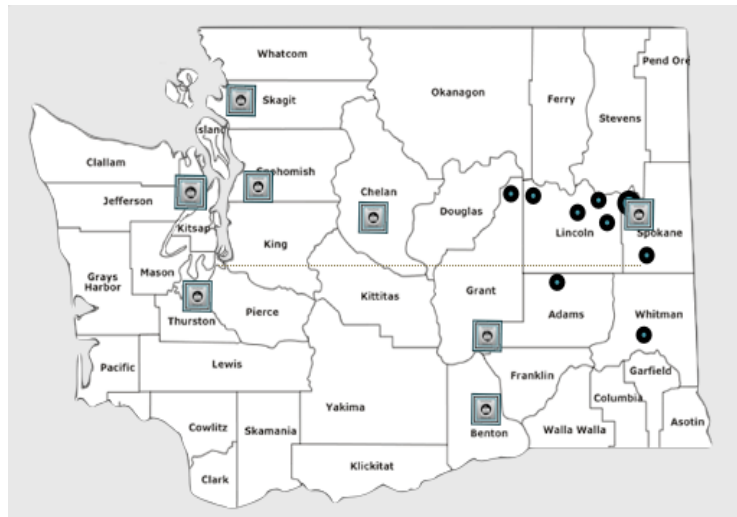 Whatcom
Pend Ore
Okanagon
Skagit
Ferry
Stevens
Island
Snohomish
Clallam
Chelan
Jefferson
Douglas
Kitsap
Lincoln
Spokane
King
Mason
Grays
Harbor
Grant
Kittitas
Pierce
Adams
Whitman
Thurston
Lewis
Pacific
Garfield
Franklin
Columbia
Yakima
Asotin
Cowlitz
Skamania
Benton
Walla Walla
Klickitat
Clark